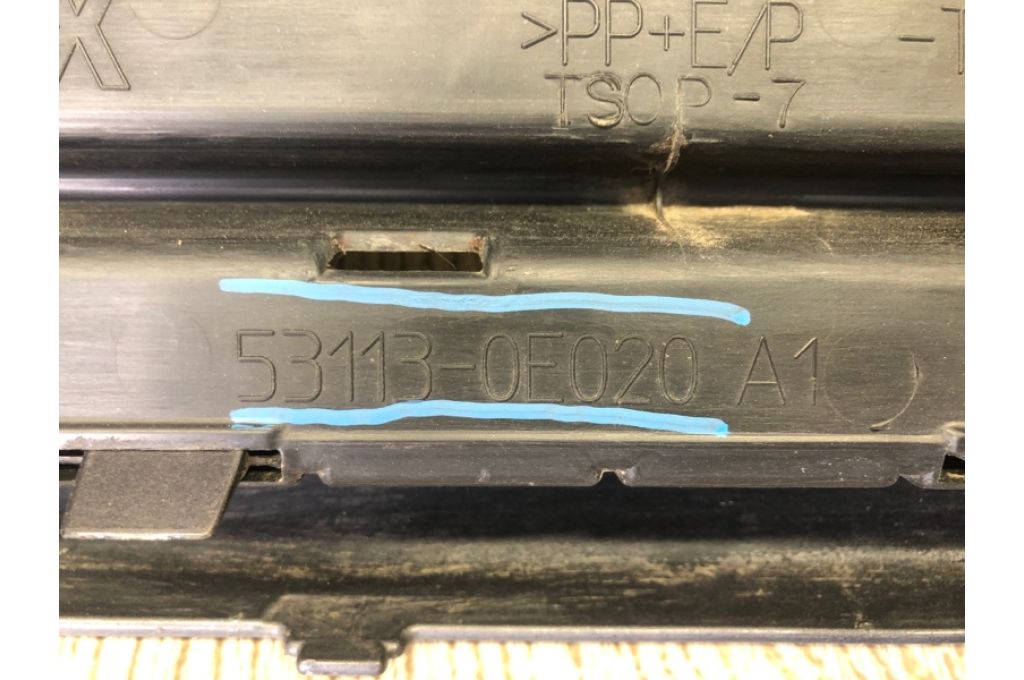 X >PP+E/P -T
TSOP-7
53113-0E020 A1